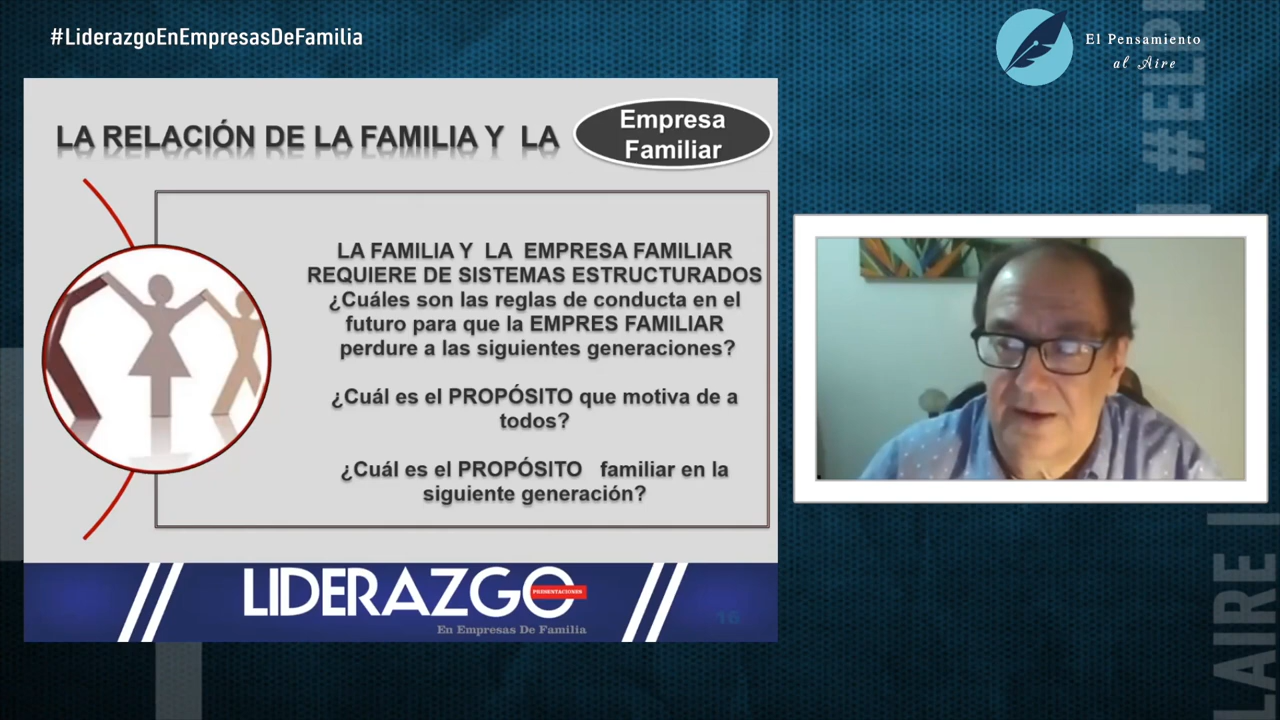 #LiderazgoEnEmpresasDeFamilia
El Pensamiento
al Aire
LA RELACIÓN DE LA FAMILIA Y LA
Empresa
Familiar
LA FAMILIA Y LA EMPRESA FAMILIAR
REQUIERE DE SISTEMAS ESTRUCTURADOS
¿Cuáles son las reglas de conducta en el
futuro para que la EMPRES FAMILIAR
perdure a las siguientes generaciones?
¿Cuál es el PROPÓSITO que motiva de a
todos?
¿Cuál es el PROPÓSITO familiar en la
siguiente generación?
LIDERAZGO
PRESENTACIONES
En Empresas De Familia
16
#ELP
LAIRE |